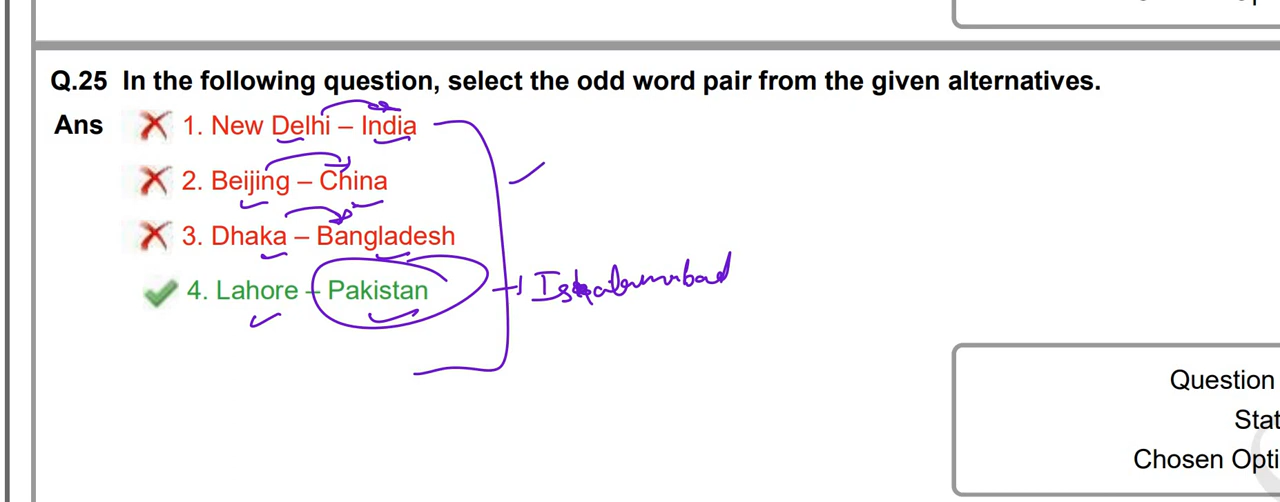 Q.25 In the following question, select the odd word pair from the given alternatives.
Ans 1. New Delhi – India
2. Beijing – China
3. Dhaka – Bangladesh
4. Lahore – Pakistan
Question
Stat
Chosen Opti